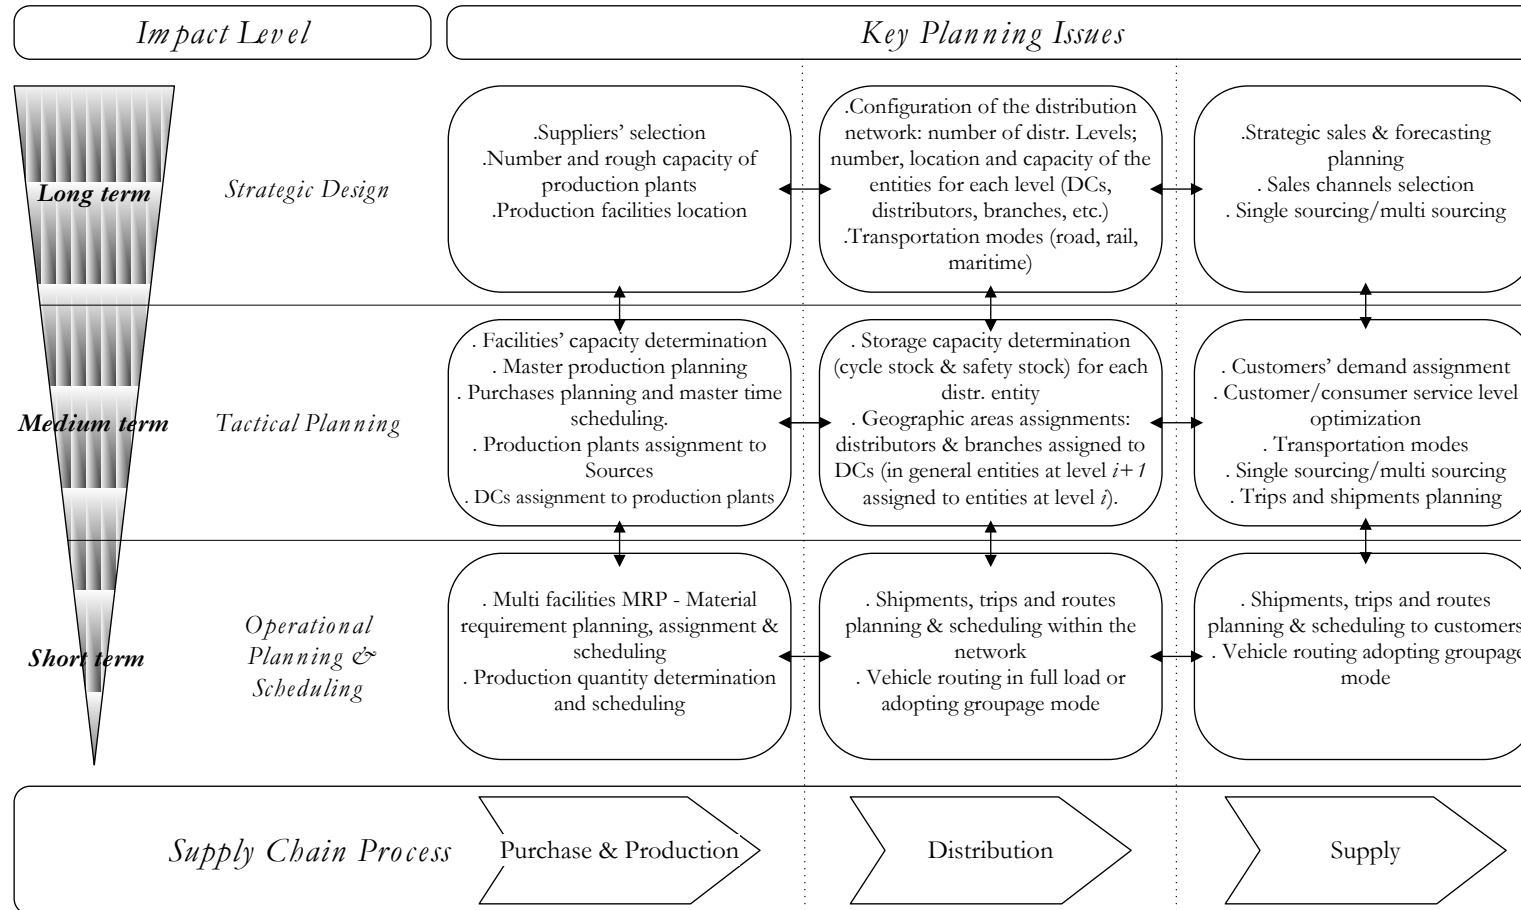 Impact Level
Key Planning Issues
Long term
Strategic Design
.Suppliers' selection
.Number and rough capacity of
production plants
.Production facilities location
.Configuration of the distribution
network: number of distr. Levels;
number, location and capacity of the
entities for each level (DCs,
distributors, branches, etc.)
.Transportation modes (road, rail,
maritime)
.Strategic sales & forecasting
planning
. Sales channels selection
. Single sourcing/multi sourcing
Medium term
Tactical Planning
. Facilities' capacity determination
. Master production planning
. Purchases planning and master time
scheduling.
. Production plants assignment to
Sources
. DCs assignment to production plants
. Storage capacity determination
(cycle stock & safety stock) for each
distr. entity
. Geographic areas assignments:
distributors & branches assigned to
DCs (in general entities at level i+1
assigned to entities at level i).
. Customers' demand assignment
. Customer/consumer service level
optimization
. Transportation modes
. Single sourcing/multi sourcing
. Trips and shipments planning
Short term
Operational
Planning &
Scheduling
. Multi facilities MRP - Material
requirement planning, assignment &
scheduling
. Production quantity determination
and scheduling
. Shipments, trips and routes
planning & scheduling within the
network
. Vehicle routing in full load or
adopting groupage mode
. Shipments, trips and routes
planning & scheduling to customers
. Vehicle routing adopting groupage
mode
Supply Chain Process
Purchase & Production
Distribution
Supply